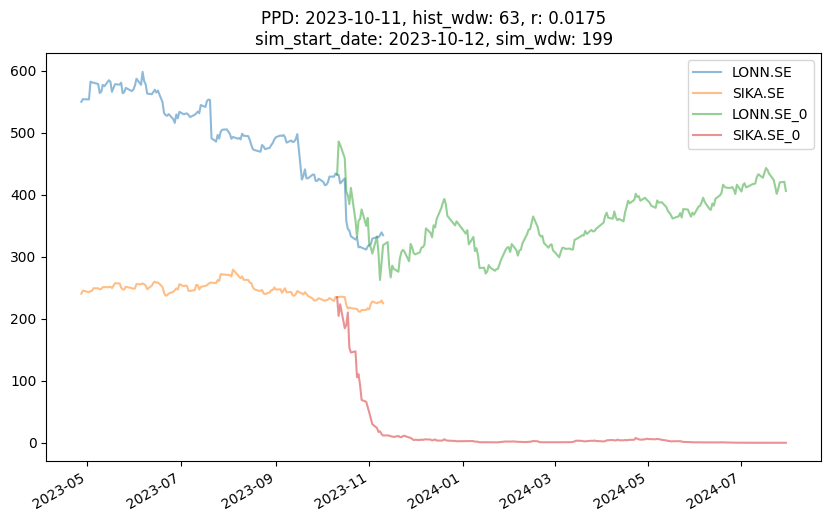 PPD: 2023-10-11, hist_wdw: 63, r: 0.0175
sim_start_date: 2023-10-12, sim_wdw: 199
LONN.SE
SIKA.SE
LONN.SE_0
SIKA.SE_0
600
500
400
300
200
100
0
2023-05
2023-07
2023-09
2023-11
2024-01
2024-03
2024-05
2024-07